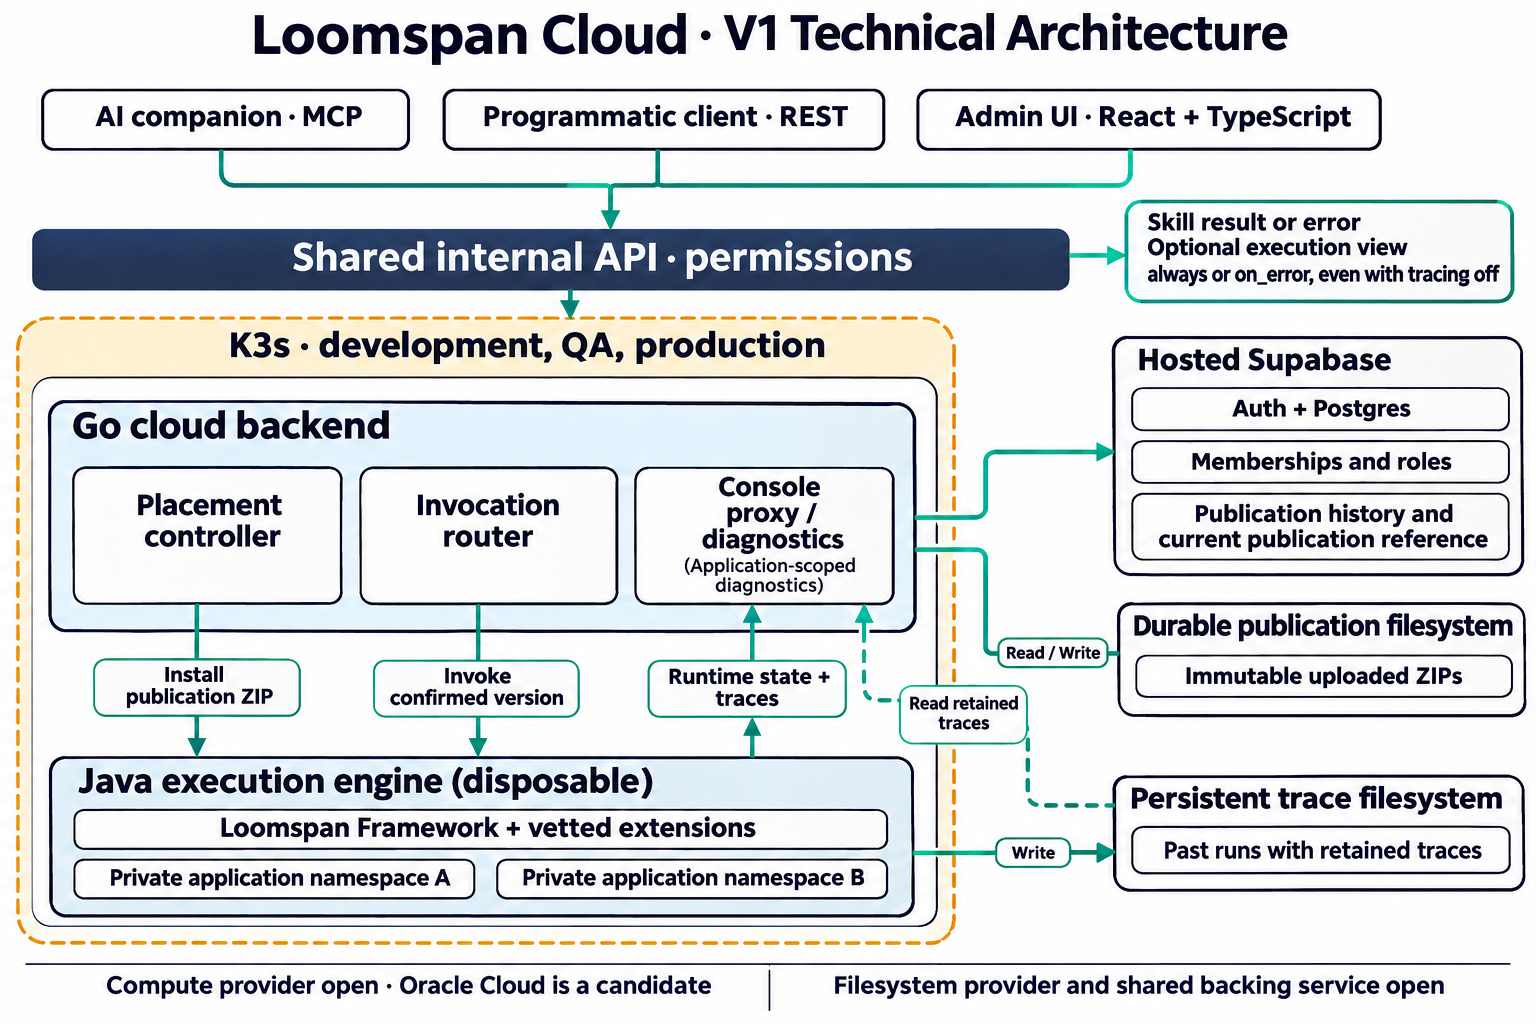 Loomspan Cloud · V1 Technical Architecture
AI companion · MCP
Programmatic client · REST
Admin UI · React + TypeScript
Shared internal API · permissions
Skill result or error
Optional execution view
always or on_error, even with tracing off
K3s · development, QA, production
Go cloud backend
Placement
controller
Invocation
router
Console
proxy /
diagnostics
(Application-scoped
diagnostics)
Install
publication ZIP
Invoke
confirmed version
Runtime state +
traces
Read retained
traces
Java execution engine (disposable)
Loomspan Framework + vetted extensions
Private application namespace A
Private application namespace B
Hosted Supabase
Auth + Postgres
Memberships and roles
Publication history and
current publication reference
Read / Write
Durable publication filesystem
Immutable uploaded ZIPs
Write
Persistent trace filesystem
Past runs with retained traces
Compute provider open · Oracle Cloud is a candidate
Filesystem provider and shared backing service open